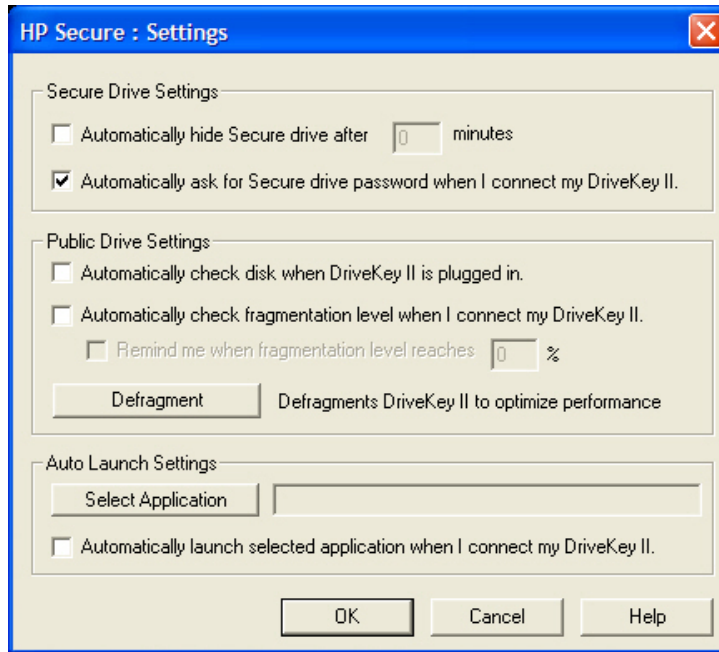 HP Secure : Settings
Secure Drive Settings
Automatically hide Secure drive after 0 minutes
Automatically ask for Secure drive password when I connect my DriveKey II.
Public Drive Settings
Automatically check disk when DriveKey II is plugged in.
Automatically check fragmentation level when I connect my DriveKey II.
Remind me when fragmentation level reaches 0 %
Defragment Defragments DriveKey II to optimize performance
Auto Launch Settings
Select Application
Automatically launch selected application when I connect my DriveKey II.
OK Cancel Help